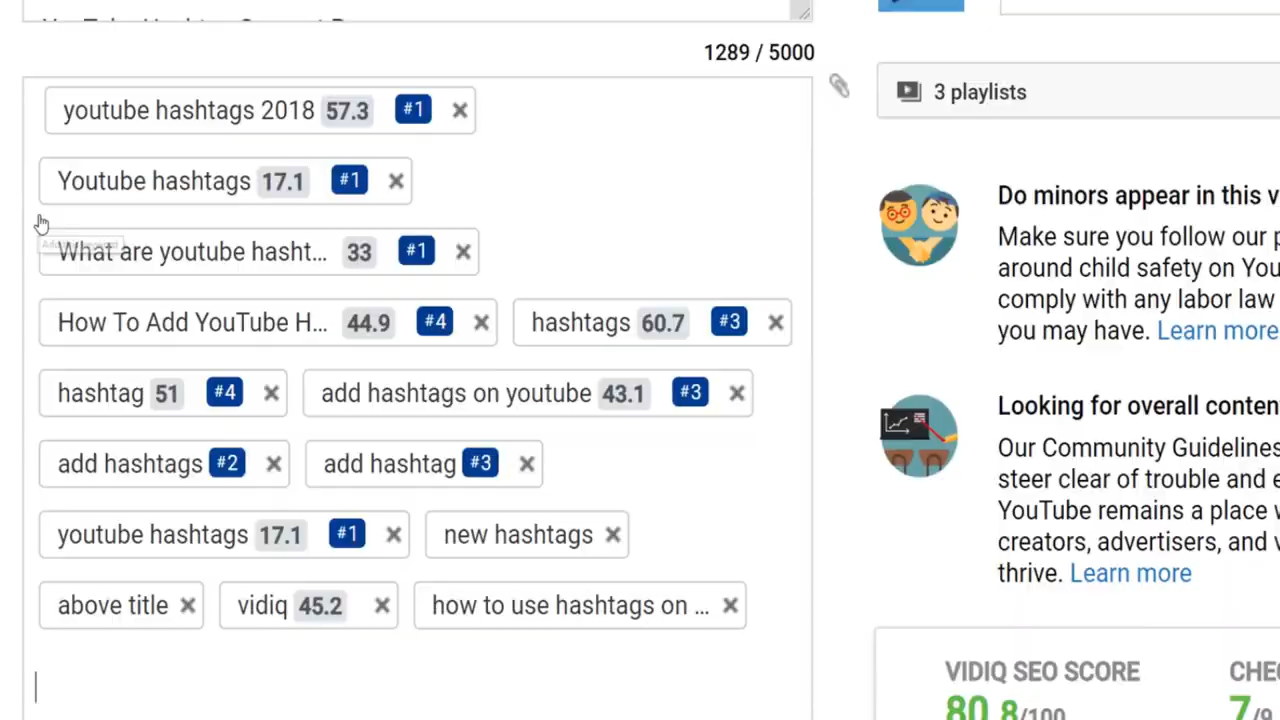 1289 / 5000
youtube hashtags 2018 57.3 #1 ×
Youtube hashtags 17.1 #1 ×
What are youtube hasht... 33 #1 ×
How To Add YouTube H... 44.9 #4 × hashtags 60.7 #3 ×
hashtag 51 #4 × add hashtags on youtube 43.1 #3 ×
add hashtags #2 × add hashtag #3 ×
youtube hashtags 17.1 #1 × new hashtags ×
above title × vidiq 45.2 × how to use hashtags on ... ×
3 playlists
Do minors appear in this v
Make sure you follow our p
around child safety on You
comply with any labor law
you may have. Learn more
Looking for overall conten
Our Community Guidelines
steer clear of trouble and e
YouTube remains a place w
creators, advertisers, and v
thrive. Learn more
VIDIQ SEO SCORE CHE
80.8/100 7/9